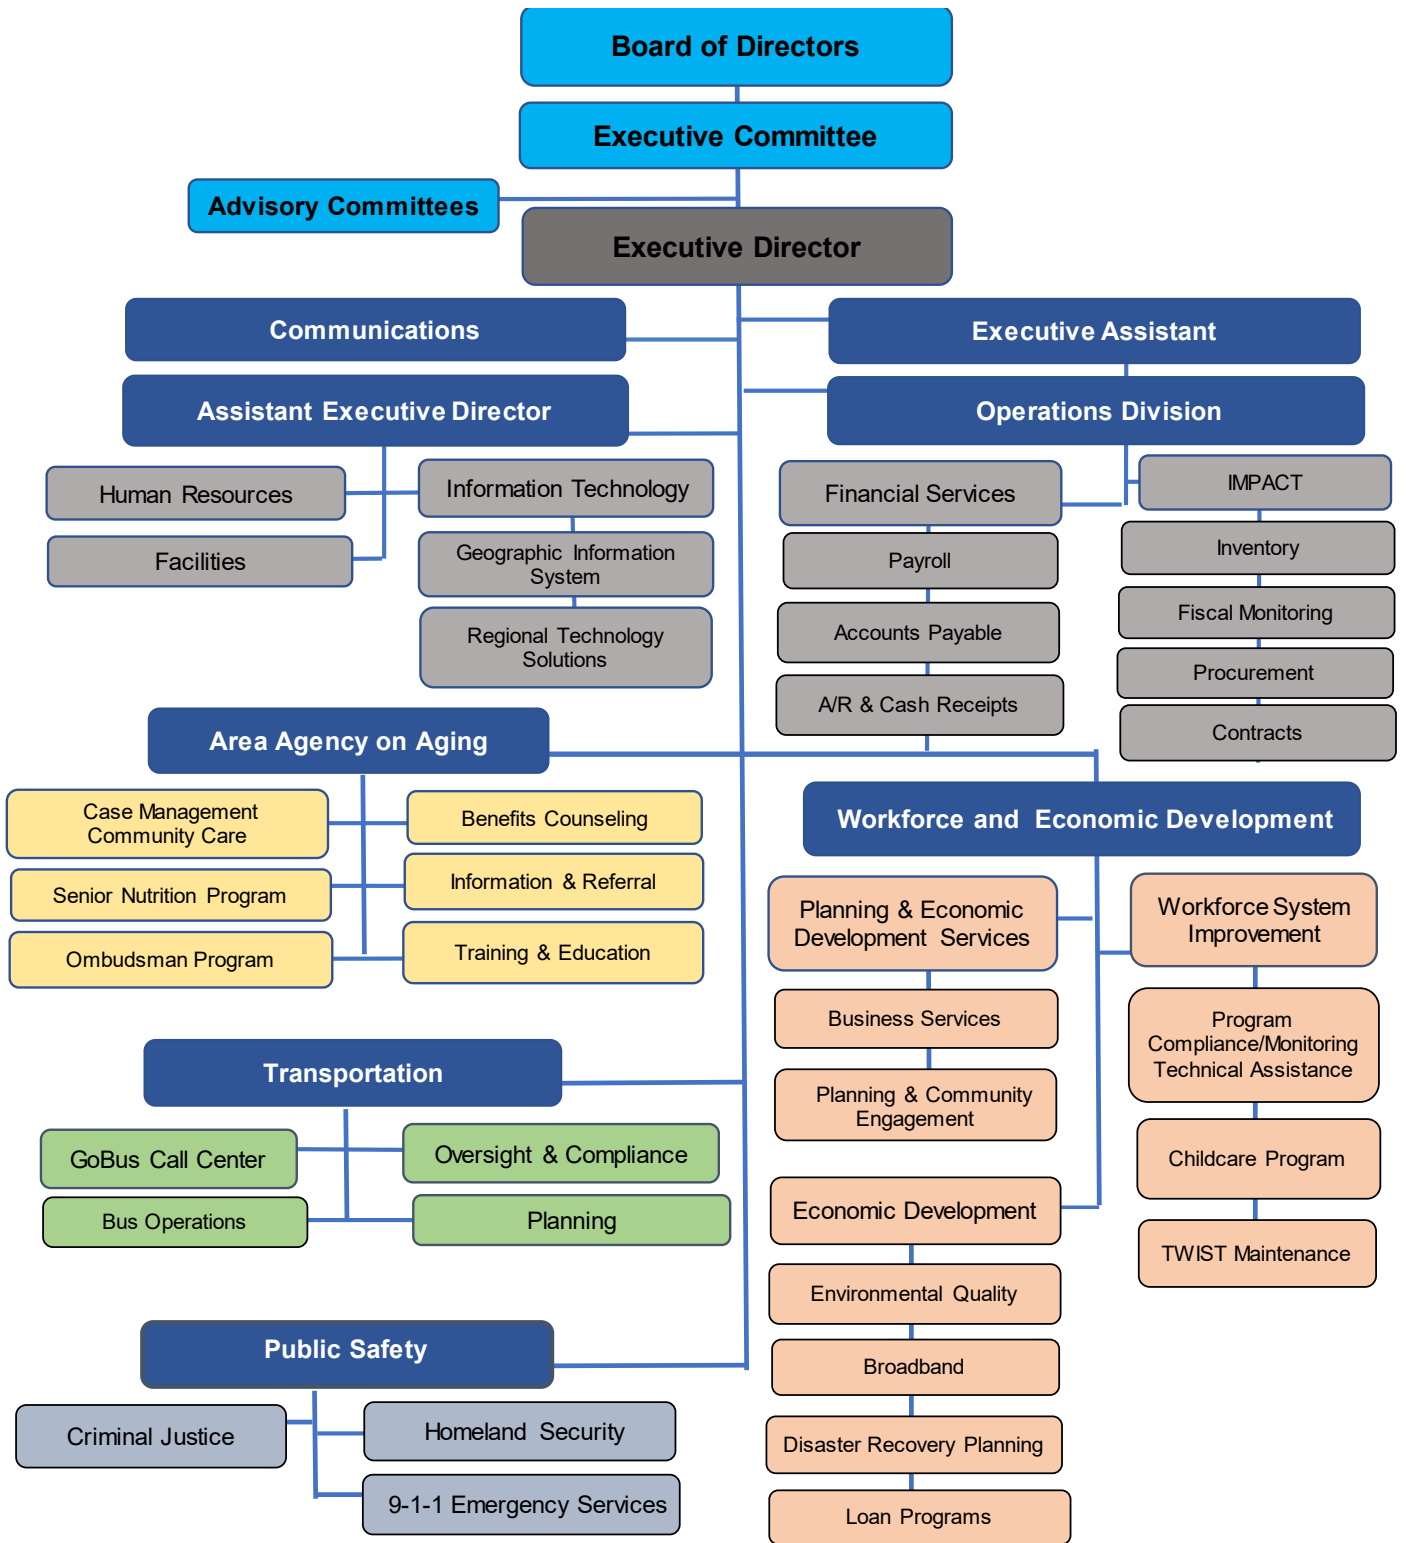 Board of Directors
Executive Committee
Advisory Committees
Executive Director
Communications
Executive Assistant
Assistant Executive Director
Operations Division
Human Resources
Information Technology
Facilities
Geographic Information
System
Regional Technology
Solutions
Financial Services
IMPACT
Payroll
Inventory
Accounts Payable
Fiscal Monitoring
A/R & Cash Receipts
Procurement
Contracts
Area Agency on Aging
Case Management
Community Care
Benefits Counseling
Senior Nutrition Program
Information & Referral
Ombudsman Program
Training & Education
Workforce and Economic Development
Planning & Economic
Development Services
Workforce System
Improvement
Business Services
Program
Compliance/Monitoring
Technical Assistance
Planning & Community
Engagement
Childcare Program
Economic Development
TWIST Maintenance
Environmental Quality
Broadband
Disaster Recovery Planning
Loan Programs
Transportation
GoBus Call Center
Oversight & Compliance
Bus Operations
Planning
Public Safety
Criminal Justice
Homeland Security
9-1-1 Emergency Services